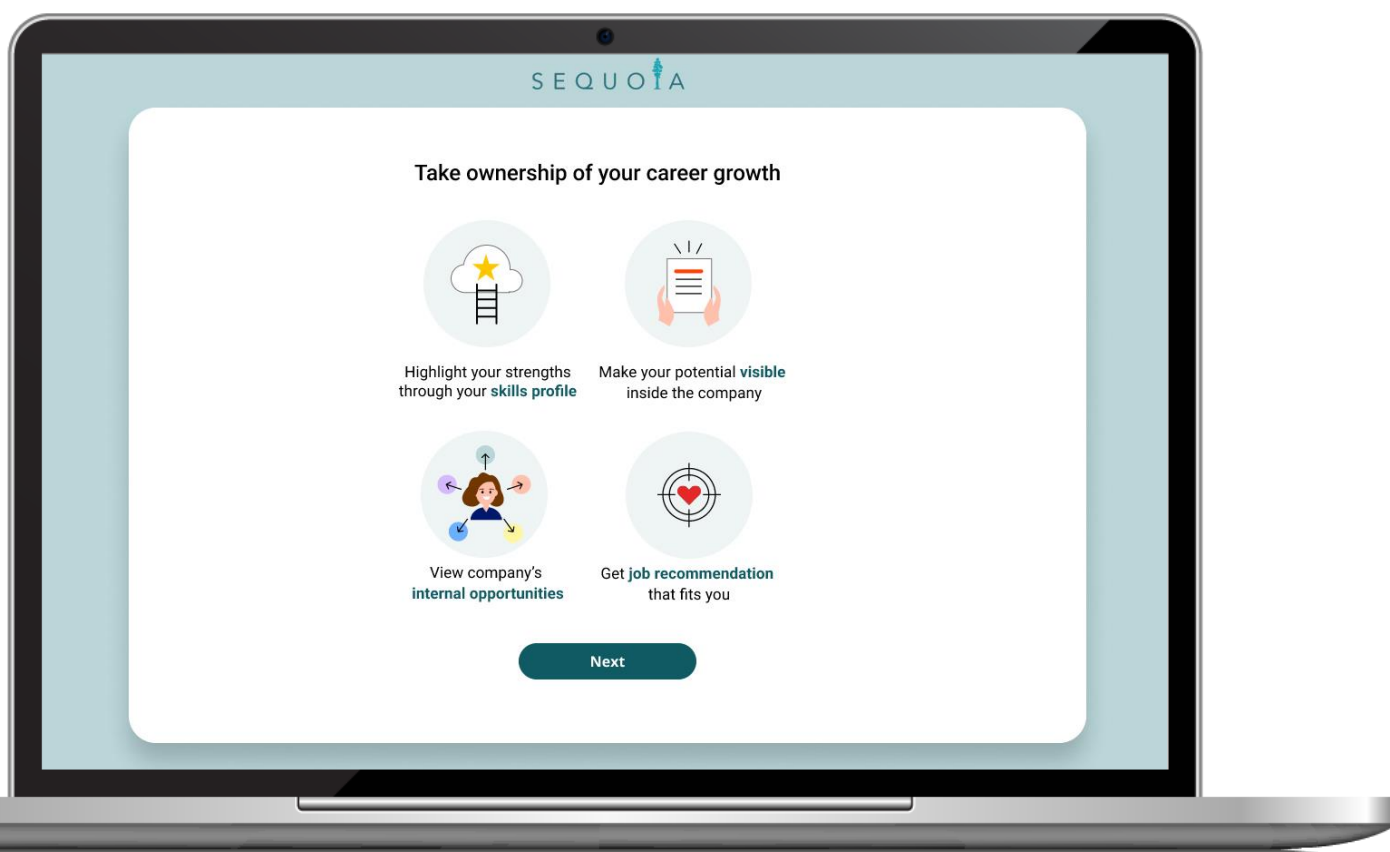 SEQUOIA
Take ownership of your career growth
Highlight your strengths
through your skills profile
Make your potential visible
inside the company
View company’s
internal opportunities
Get job recommendation
that fits you
Next